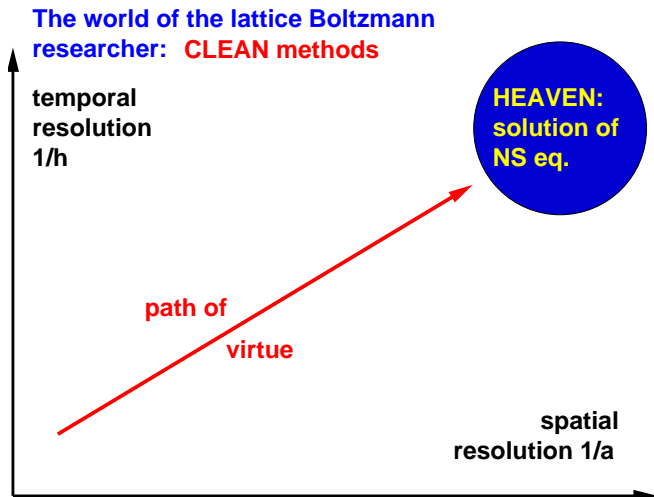 The world of the lattice Boltzmann
researcher: CLEAN methods
temporal
resolution
1/h
HEAVEN:
solution of
NS eq.
path of
virtue
spatial
resolution 1/a